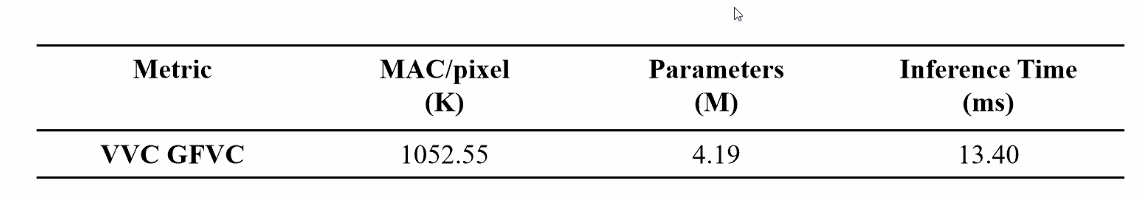 Metric MAC/pixel Parameters Inference Time
(K) (M) (ms)
VVC GFVC 1052.55 4.19 13.40